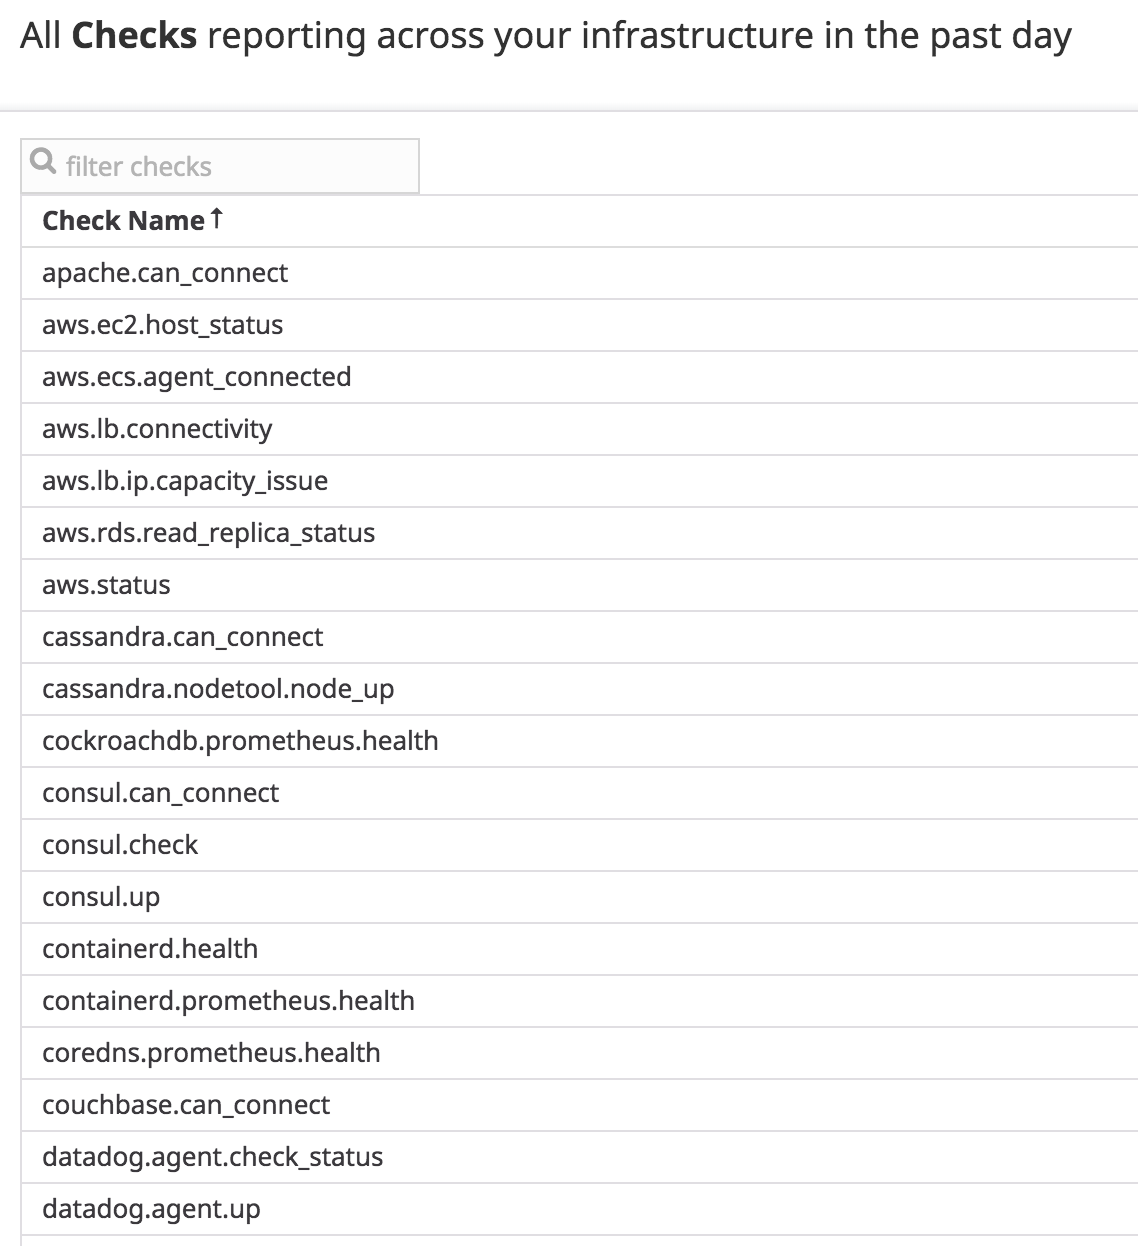 All Checks reporting across your infrastructure in the past day
filter checks
Check Name↑
apache.can_connect
aws.ec2.host_status
aws.ecs.agent_connected
aws.lb.connectivity
aws.lb.ip.capacity_issue
aws.rds.read_replica_status
aws.status
cassandra.can_connect
cassandra.nodetool.node_up
cockroachdb.prometheus.health
consul.can_connect
consul.check
consul.up
containerd.health
containerd.prometheus.health
coredns.prometheus.health
couchbase.can_connect
datadog.agent.check_status
datadog.agent.up